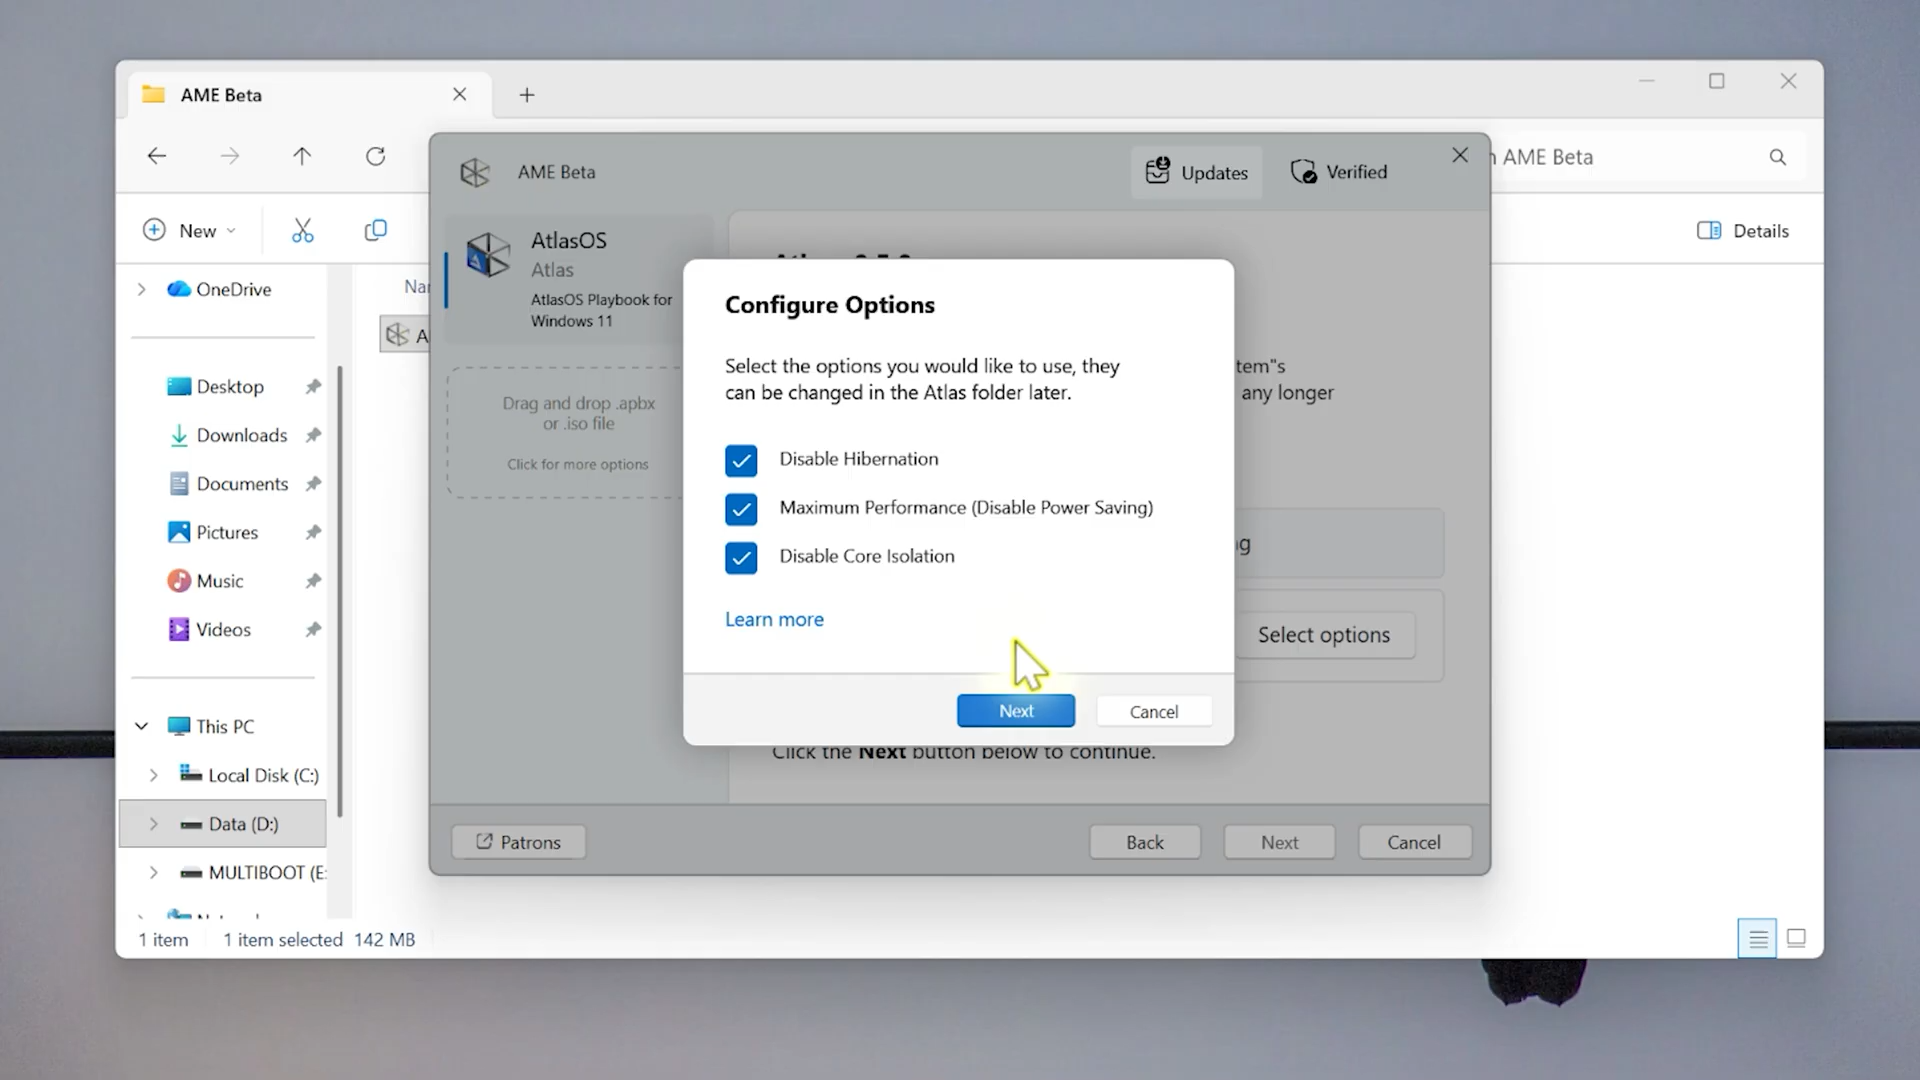 AME Beta
AME Beta
Updates
Verified
AME Beta
New
Details
OneDrive
Desktop
Downloads
Documents
Pictures
Music
Videos
This PC
Local Disk (C:)
Data (D:)
MULTIBOOT (E:
AtlasOS
Atlas
AtlasOS Playbook for
Windows 11
Drag and drop .apbx
or .iso file
Click for more options
any longer
Select options
Configure Options
Select the options you would like to use, they
can be changed in the Atlas folder later.
Disable Hibernation
Maximum Performance (Disable Power Saving)
Disable Core Isolation
Learn more
Next
Cancel
Click the Next button below to continue.
Patrons
Back
Next
Cancel
1 item
1 item selected 142 MB